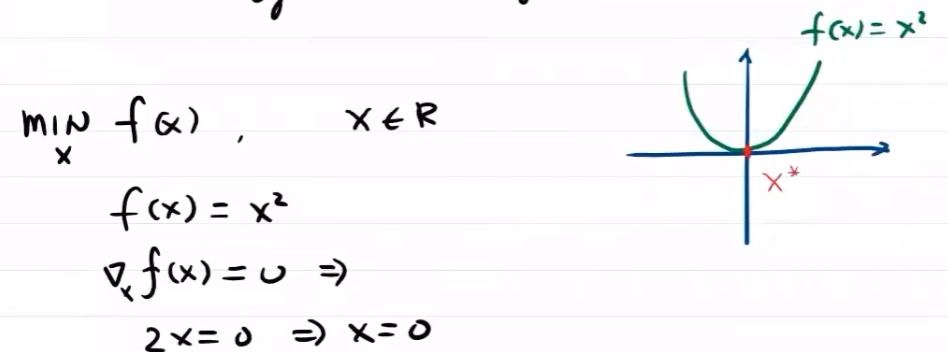 f(x) = x²
min f(x), x ∈ R
x
x*
f(x) = x²
∇ₓ f(x) = 0 ⇒
2x = 0 ⇒ x = 0